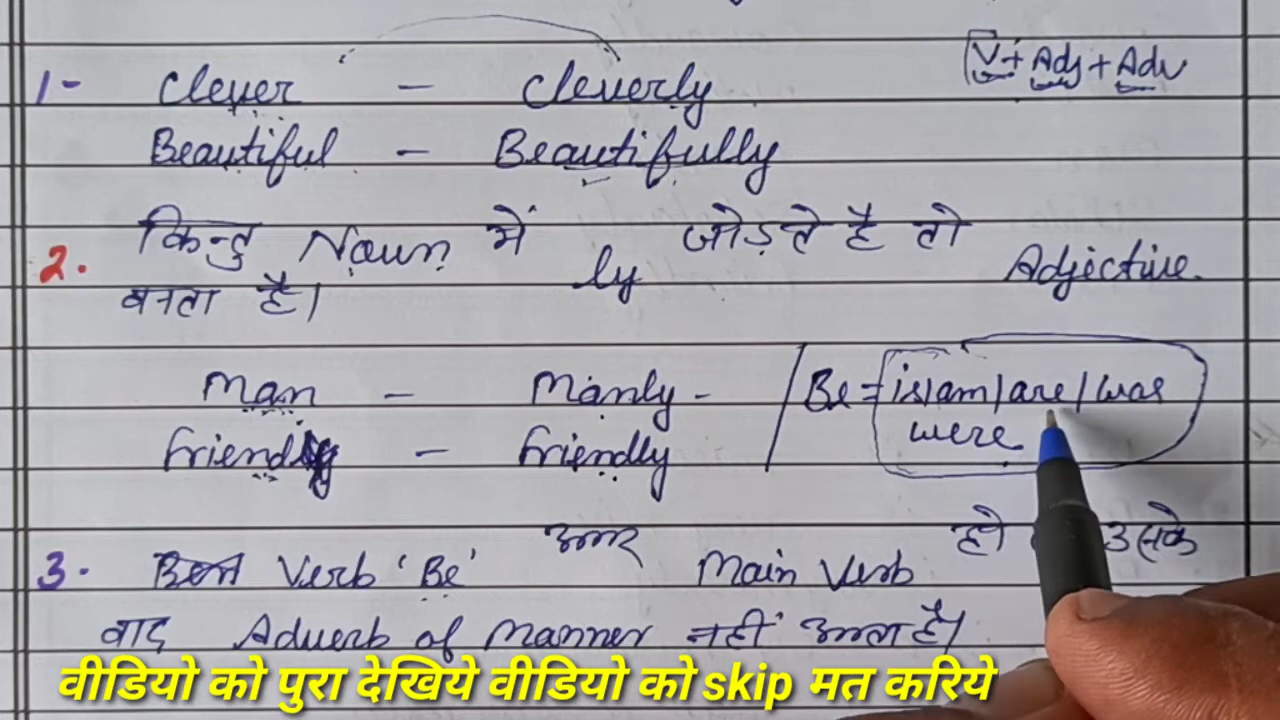 V + Adj + Adv
1- Clever - Cleverly
Beautiful - Beautifully
2. किन्तु Noun में ly जोड़ते है तो Adjective.
बनता है।
Man - Manly -
Friend - Friendly
Be = is/am/are/was
were
3. Verb 'Be' अगर Main Verb हो उसके
बाद Adverb of manner नहीं आता है।
वीडियो को पुरा देखिये वीडियो को skip मत करिये